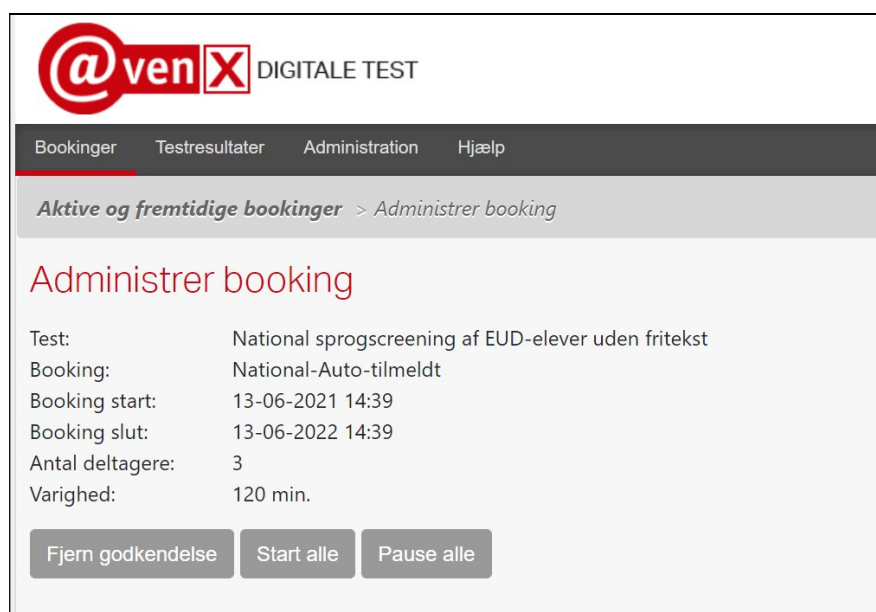 @ven X DIGITALE TEST
Bookinger Testresultater Administration Hjælp
Aktive og fremtidige bookinger > Administrer booking
Administrer booking
Test: National sprogscreening af EUD-elever uden fritekst
Booking: National-Auto-tilmeldt
Booking start: 13-06-2021 14:39
Booking slut: 13-06-2022 14:39
Antal deltagere: 3
Varighed: 120 min.
Fjern godkendelse Start alle Pause alle